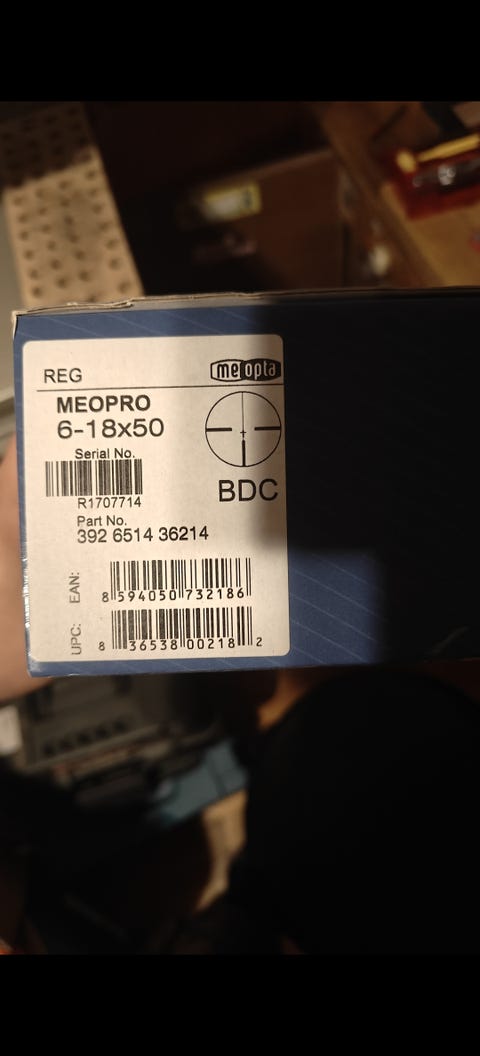 REG
meopta
MEOPRO
6-18x50
Serial No.
R1707714
BDC
Part No.
392 6514 36214
EAN:
8 594050 732186
UPC:
8 36538 00218 2